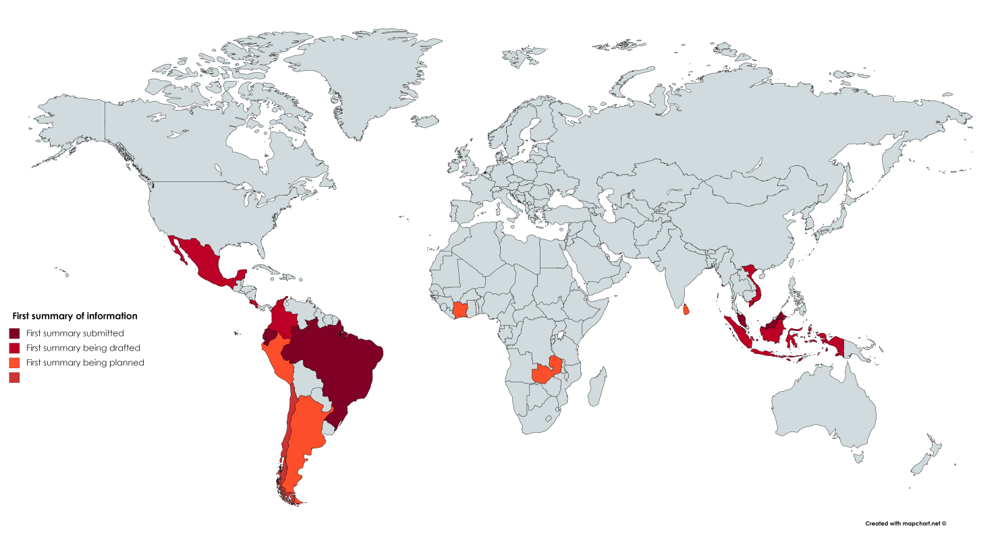 First summary of information
First summary submitted
First summary being drafted
First summary being planned
Created with mapchart.net ©